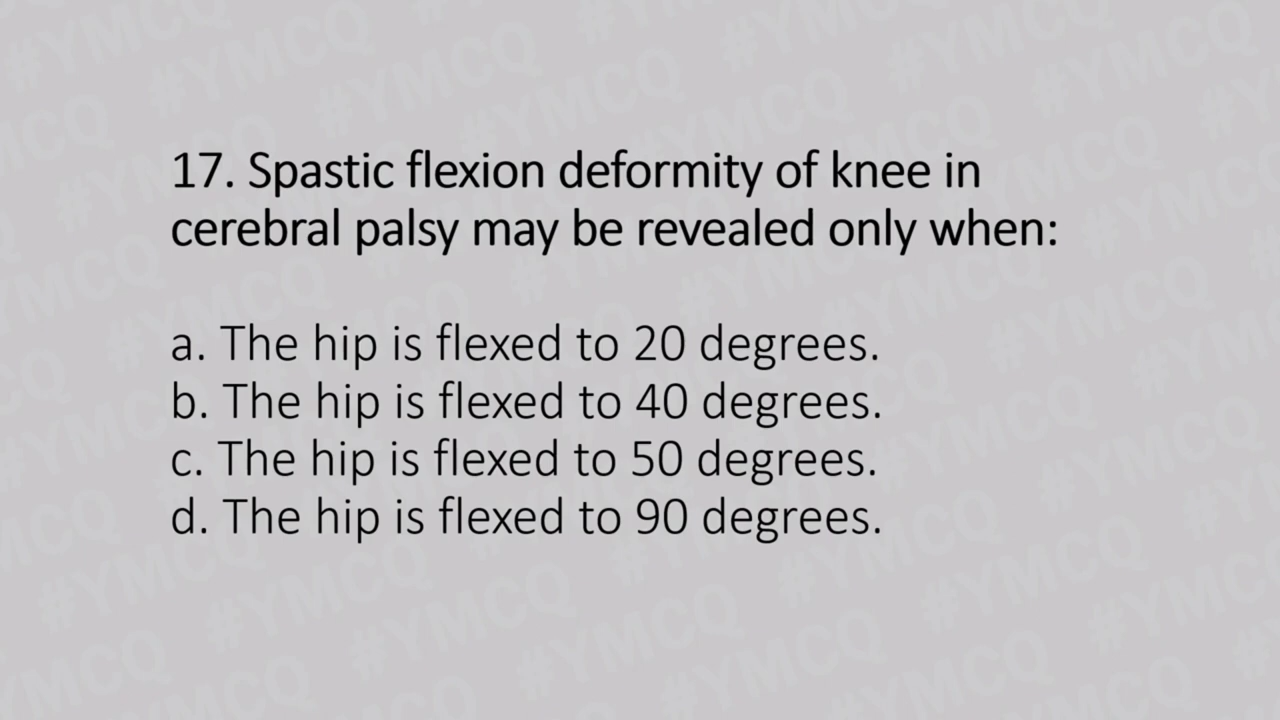 17. Spastic flexion deformity of knee in
cerebral palsy may be revealed only when:
a. The hip is flexed to 20 degrees.
b. The hip is flexed to 40 degrees.
c. The hip is flexed to 50 degrees.
d. The hip is flexed to 90 degrees.
#YMCQ